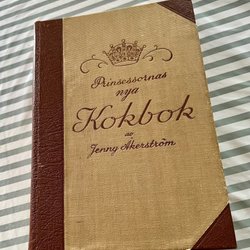 Prinsessornas
nya
Kokbok
av
Jenny Åkerström